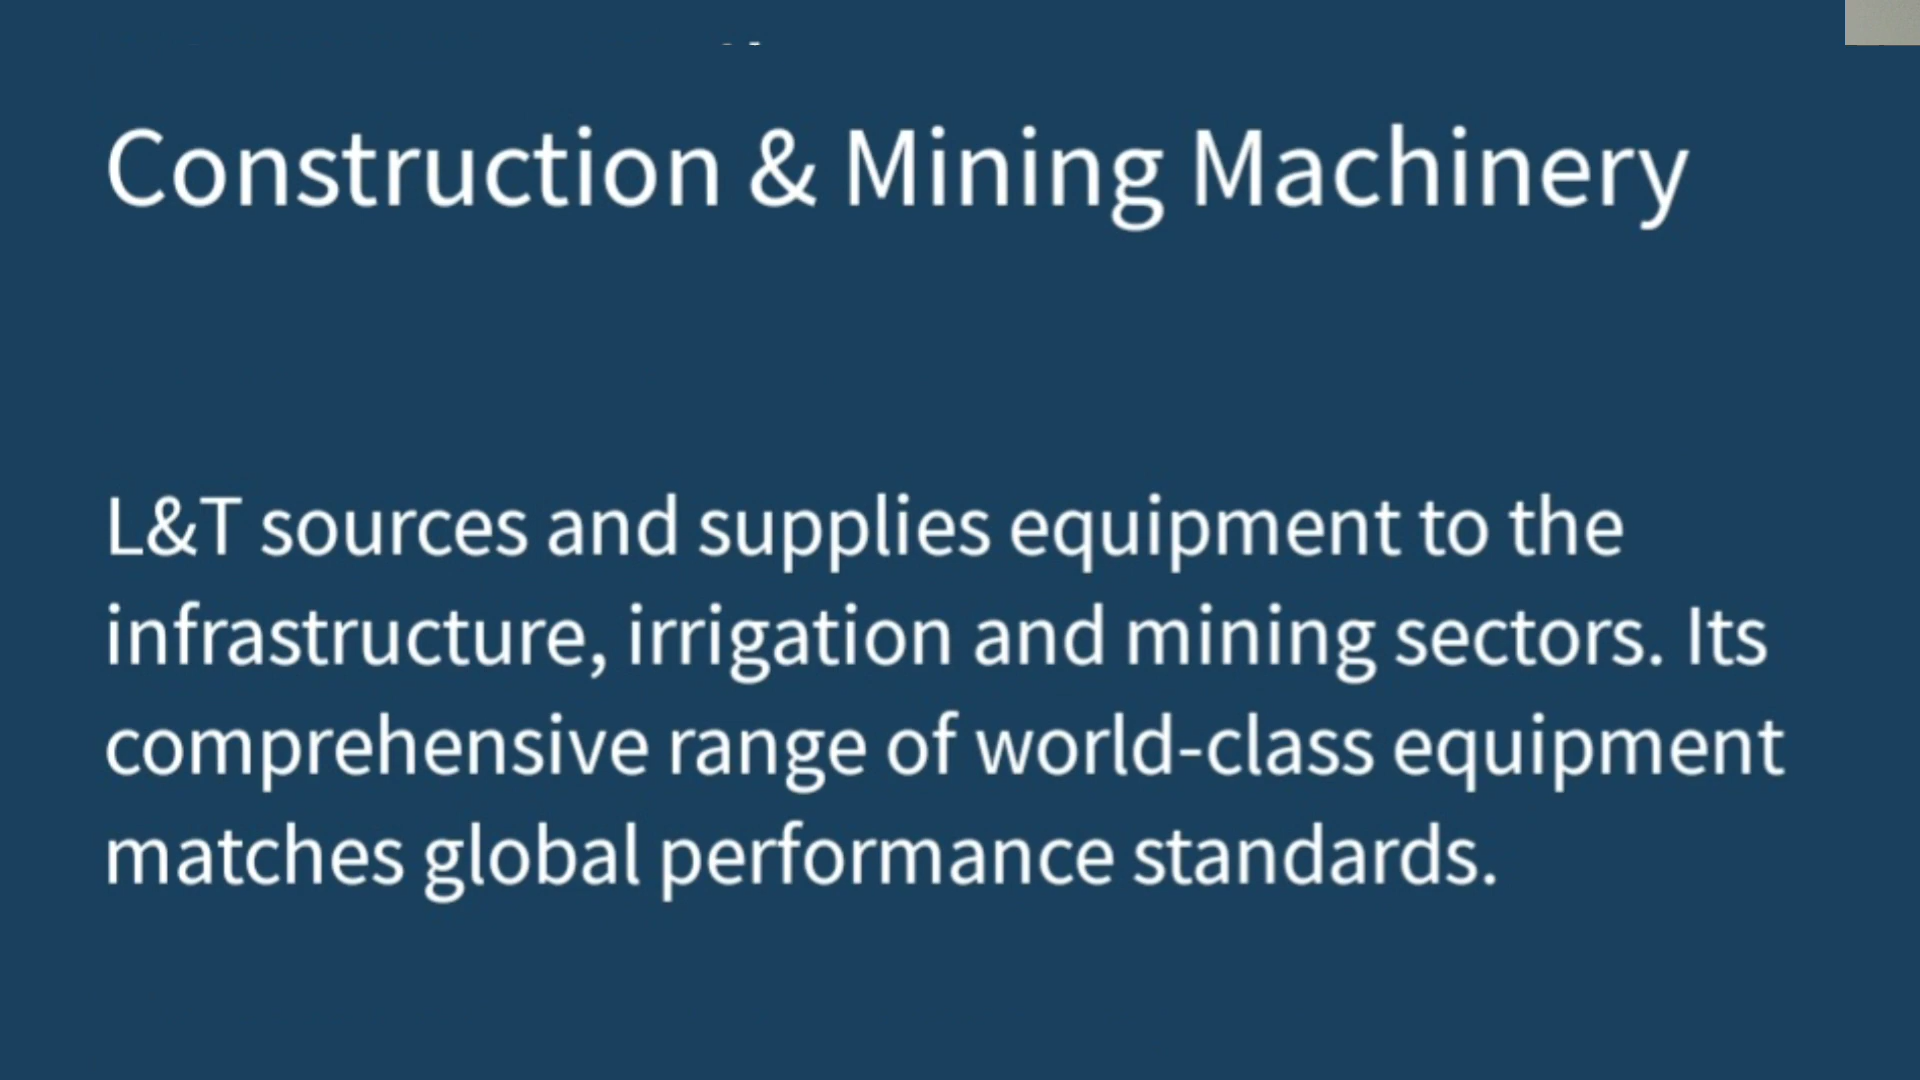 Construction & Mining Machinery
L&T sources and supplies equipment to the
infrastructure, irrigation and mining sectors. Its
comprehensive range of world-class equipment
matches global performance standards.